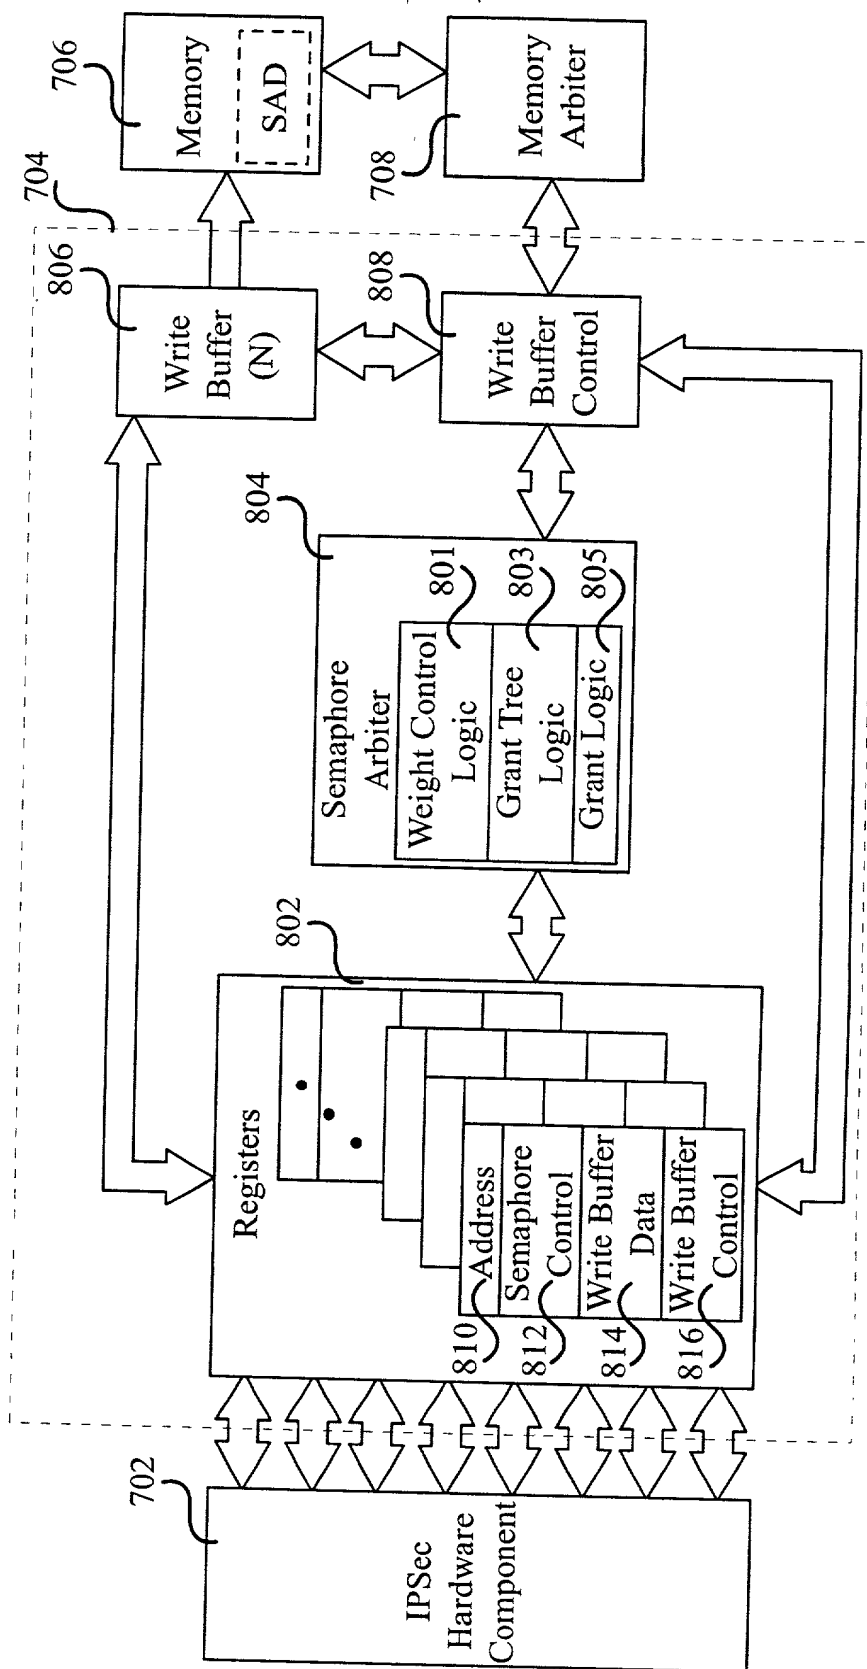 702
IPSec
Hardware
Component
704
Registers
802
810
Address
812
Semaphore
Control
814
Write Buffer
Data
816
Write Buffer
Control
804
Semaphore
Arbiter
Weight Control
Logic
801
Grant Tree
Logic
803
Grant Logic
805
806
Write
Buffer
(N)
808
Write
Buffer
Control
706
Memory
SAD
708
Memory
Arbiter